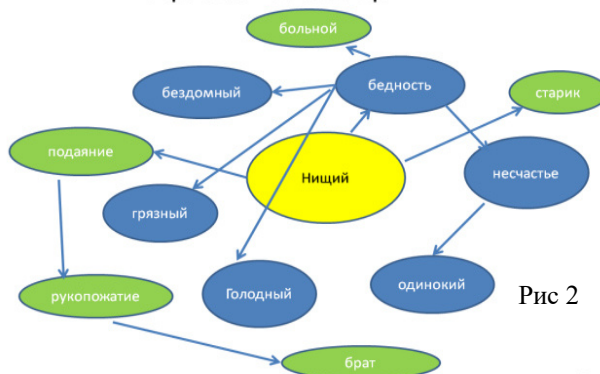 больной
бездомный
бедность
старик
подаяние
Нищий
несчастье
грязный
рукопожатие
Голодный
одинокий
Рис 2
брат